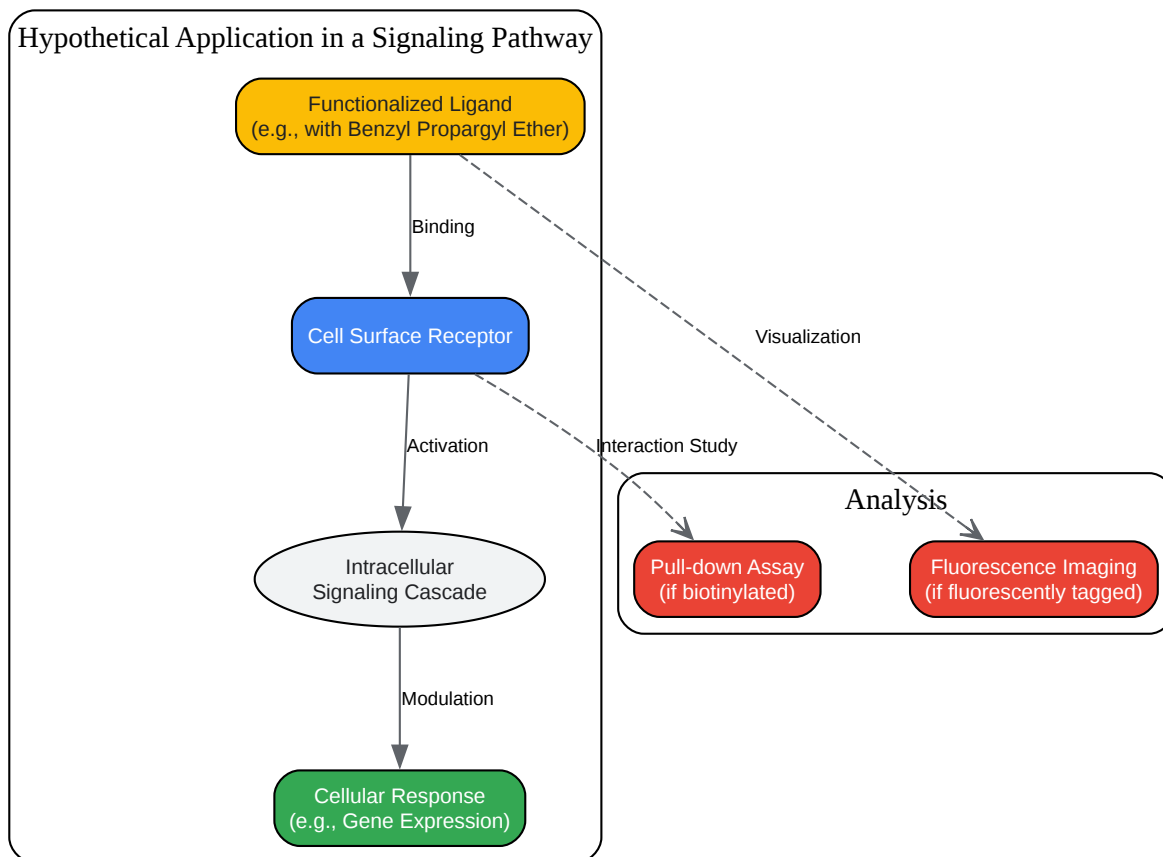 Hypothetical Application in a Signaling Pathway
Functionalized Ligand
(e.g., with Benzyl Propargyl Ether)
Binding
Cell Surface Receptor
Visualization
Activation
Interaction Study
Analysis
Intracellular
Signaling Cascade
Pull-down Assay
(if biotinylated)
Fluorescence Imaging
(if fluorescently tagged)
Modulation
Cellular Response
(e.g., Gene Expression)